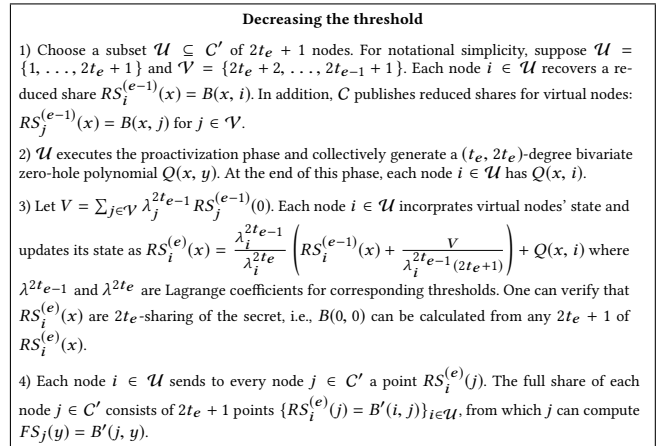 Decreasing the threshold
1) Choose a subset 𝒰 ⊆ C′ of 2t_e + 1 nodes. For notational simplicity, suppose 𝒰 =
{1, . . . , 2t_e + 1} and 𝒱 = {2t_e + 2, . . . , 2t_{e−1} + 1}. Each node i ∈ 𝒰 recovers a re-
duced share RS_i^{(e−1)}(x) = B(x, i). In addition, C publishes reduced shares for virtual nodes:
RS_j^{(e−1)}(x) = B(x, j) for j ∈ 𝒱.
2) 𝒰 executes the proactivization phase and collectively generate a (t_e, 2t_e)-degree bivariate
zero-hole polynomial Q(x, y). At the end of this phase, each node i ∈ 𝒰 has Q(x, i).
3) Let V = ∑_{j∈𝒱} λ_j^{2t_{e−1}} RS_j^{(e−1)}(0). Each node i ∈ 𝒰 incorprates virtual nodes' state and
updates its state as RS_i^{(e)}(x) = \frac{λ_i^{2t_{e−1}}}{λ_i^{2t_e}} ( RS_i^{(e−1)}(x) + \frac{V}{λ_i^{2t_{e−1}}(2t_e+1)} ) + Q(x, i) where
λ^{2t_{e−1}} and λ^{2t_e} are Lagrange coefficients for corresponding thresholds. One can verify that
RS_i^{(e)}(x) are 2t_e-sharing of the secret, i.e., B(0, 0) can be calculated from any 2t_e + 1 of
RS_i^{(e)}(x).
4) Each node i ∈ 𝒰 sends to every node j ∈ C′ a point RS_i^{(e)}(j). The full share of each
node j ∈ C′ consists of 2t_e + 1 points {RS_i^{(e)}(j) = B′(i, j)}_{i∈𝒰}, from which j can compute
FS_j(y) = B′(j, y).